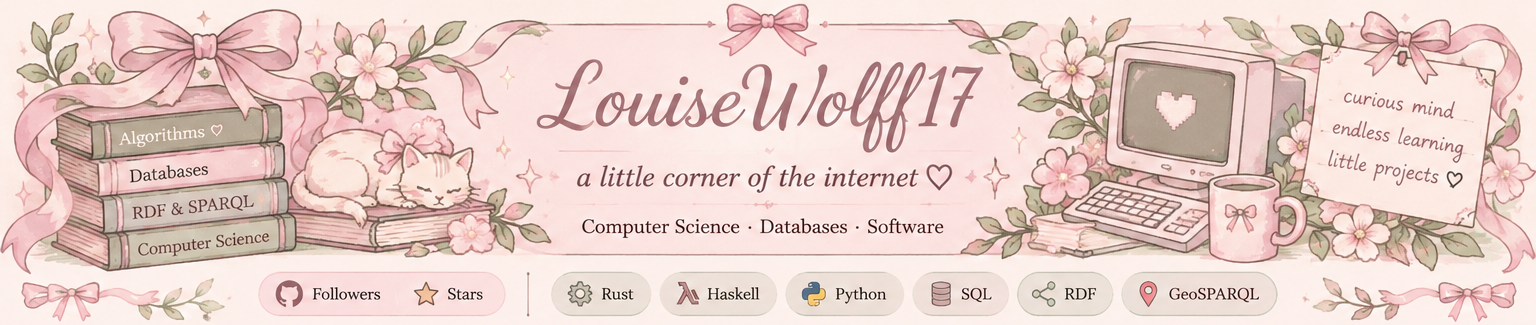 LouiseWolff17
a little corner of the internet ♡
Computer Science · Databases · Software
Algorithms ♡
Databases
RDF & SPARQL
Computer Science
curious mind
endless learning
little projects ♡
Followers Stars Rust Haskell Python SQL RDF GeoSPARQL